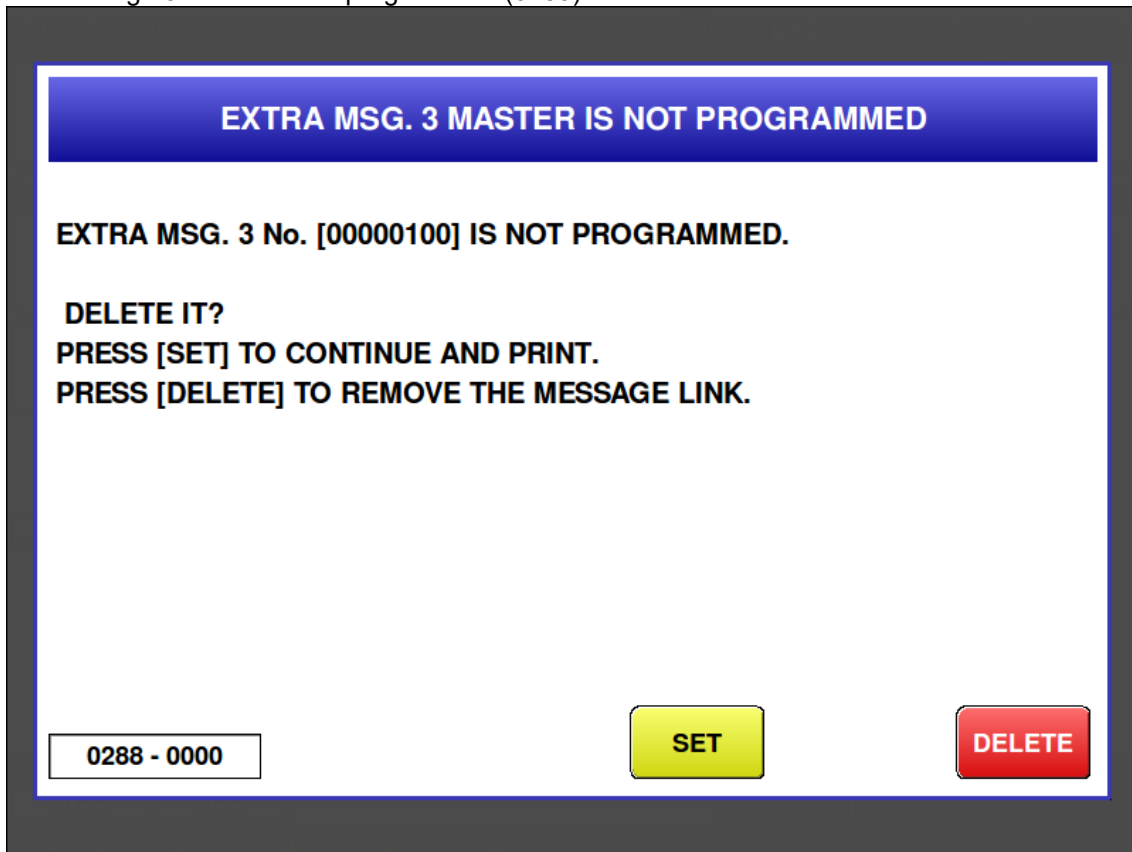 EXTRA MSG. 3 MASTER IS NOT PROGRAMMED
EXTRA MSG. 3 No. [00000100] IS NOT PROGRAMMED.
DELETE IT?
PRESS [SET] TO CONTINUE AND PRINT.
PRESS [DELETE] TO REMOVE THE MESSAGE LINK.
SET
DELETE
0288 - 0000